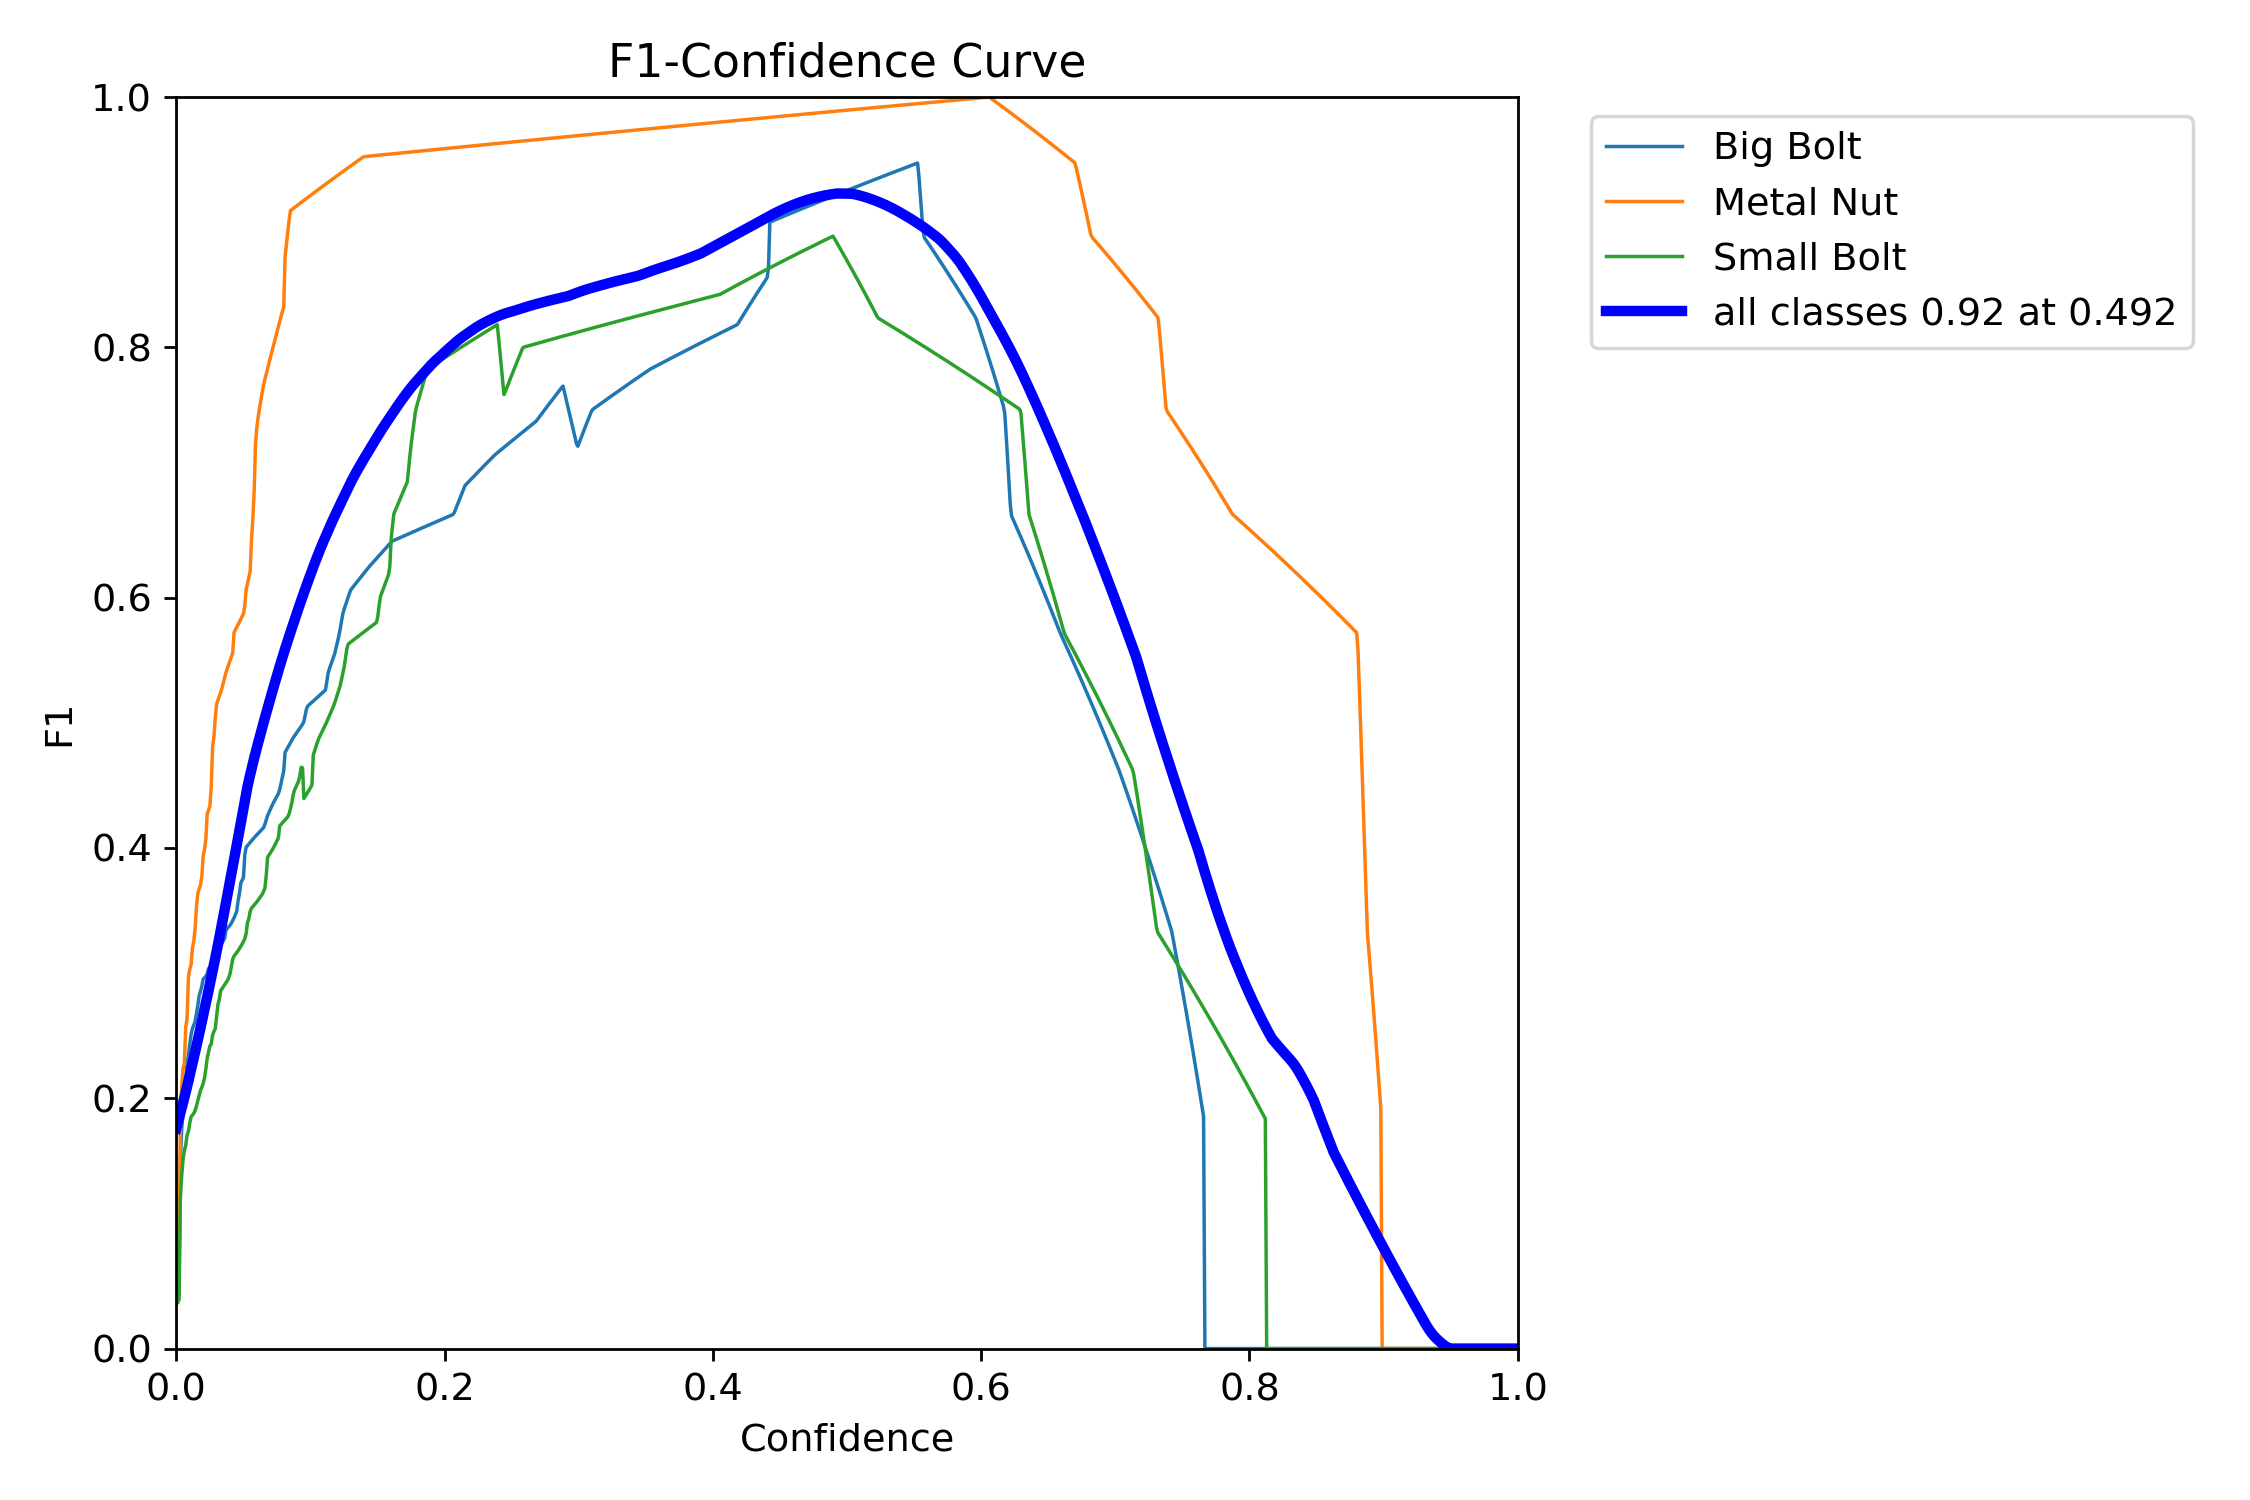 F1-Confidence Curve
1.0
0.8
0.6
0.4
0.2
0.0
F1
0.0 0.2 0.4 0.6 0.8 1.0
Confidence
Big Bolt
Metal Nut
Small Bolt
all classes 0.92 at 0.492